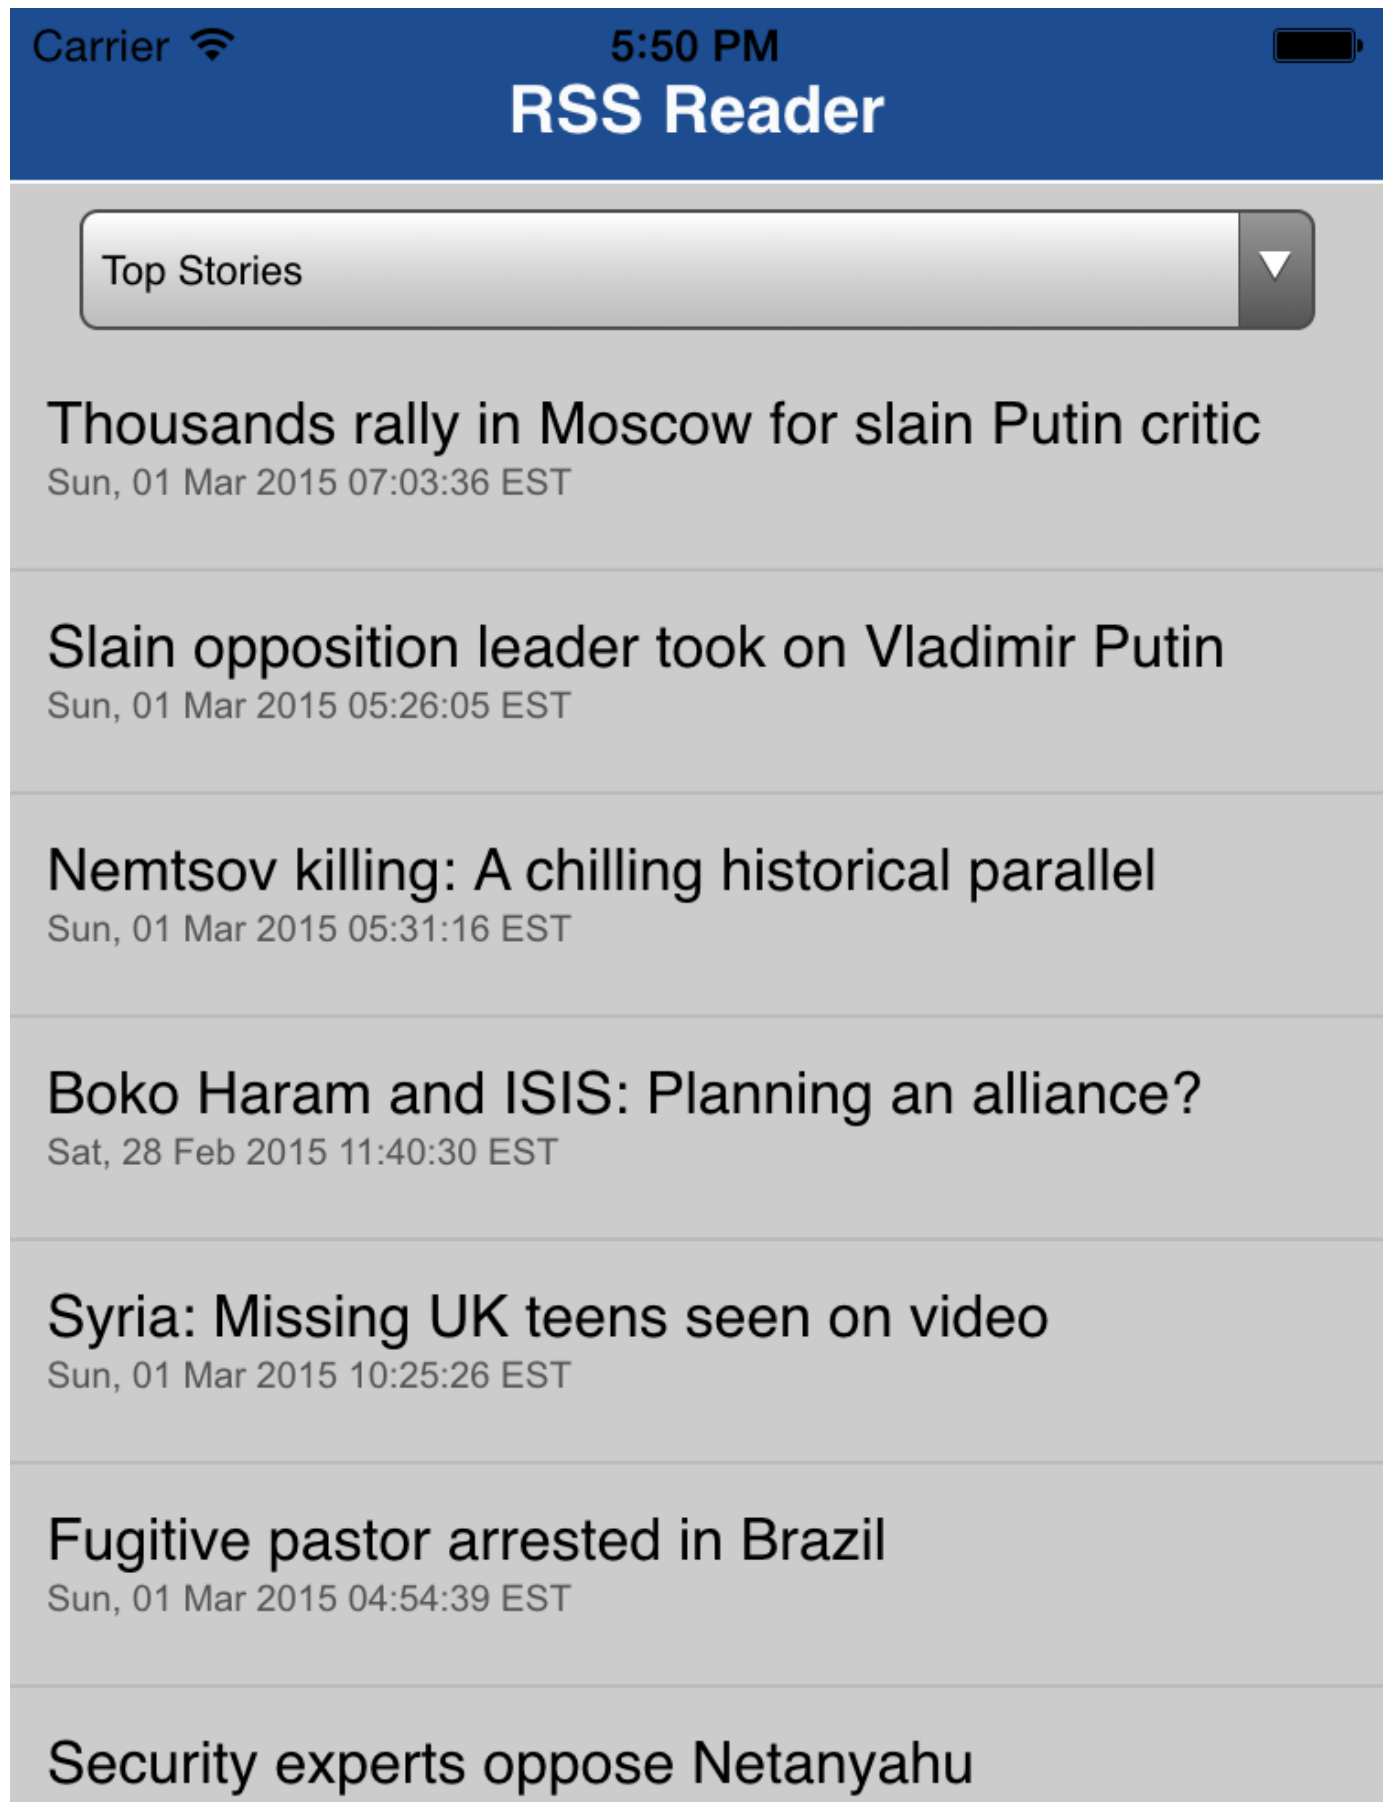 Carrier 5:50 PM
RSS Reader
Top Stories
Thousands rally in Moscow for slain Putin critic
Sun, 01 Mar 2015 07:03:36 EST
Slain opposition leader took on Vladimir Putin
Sun, 01 Mar 2015 05:26:05 EST
Nemtsov killing: A chilling historical parallel
Sun, 01 Mar 2015 05:31:16 EST
Boko Haram and ISIS: Planning an alliance?
Sat, 28 Feb 2015 11:40:30 EST
Syria: Missing UK teens seen on video
Sun, 01 Mar 2015 10:25:26 EST
Fugitive pastor arrested in Brazil
Sun, 01 Mar 2015 04:54:39 EST
Security experts oppose Netanyahu